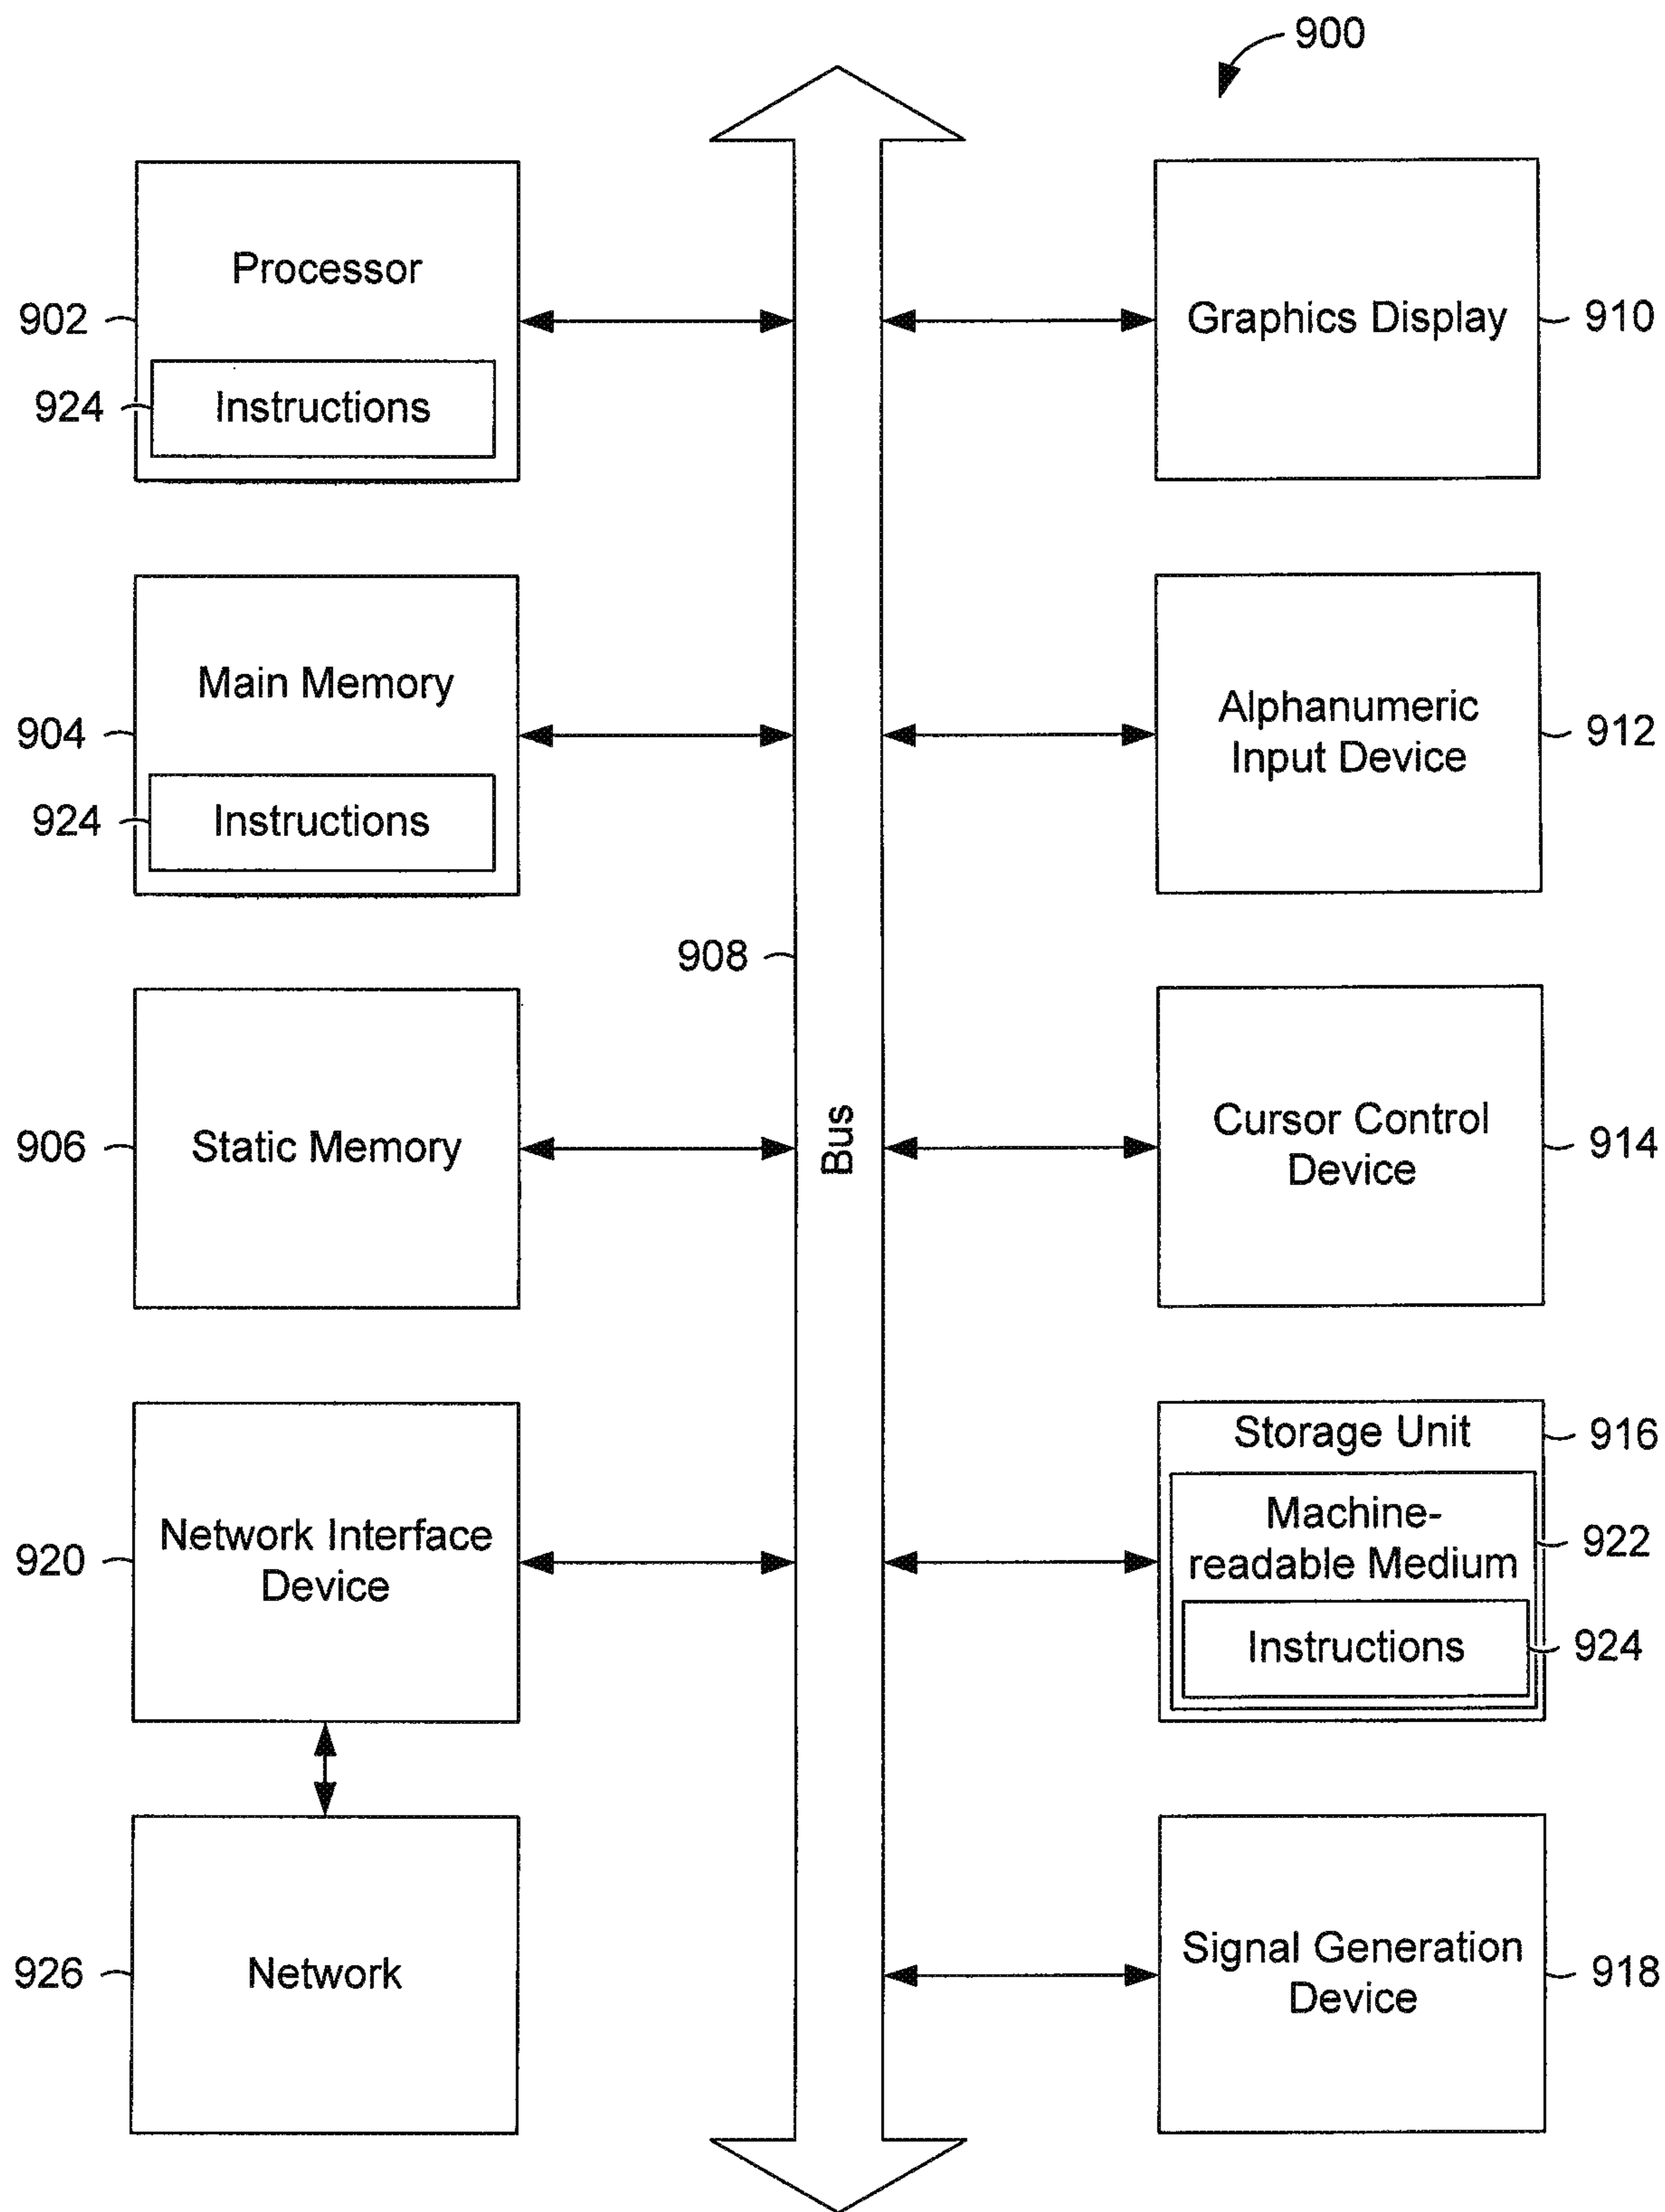 900
Processor
902
924
Instructions
Graphics Display
910
Main Memory
904
924
Instructions
Alphanumeric
Input Device
912
908
Static Memory
906
Bus
Cursor Control
Device
914
Network Interface
Device
920
Storage Unit
916
Machine-
readable Medium
922
Instructions
924
Network
926
Signal Generation
Device
918